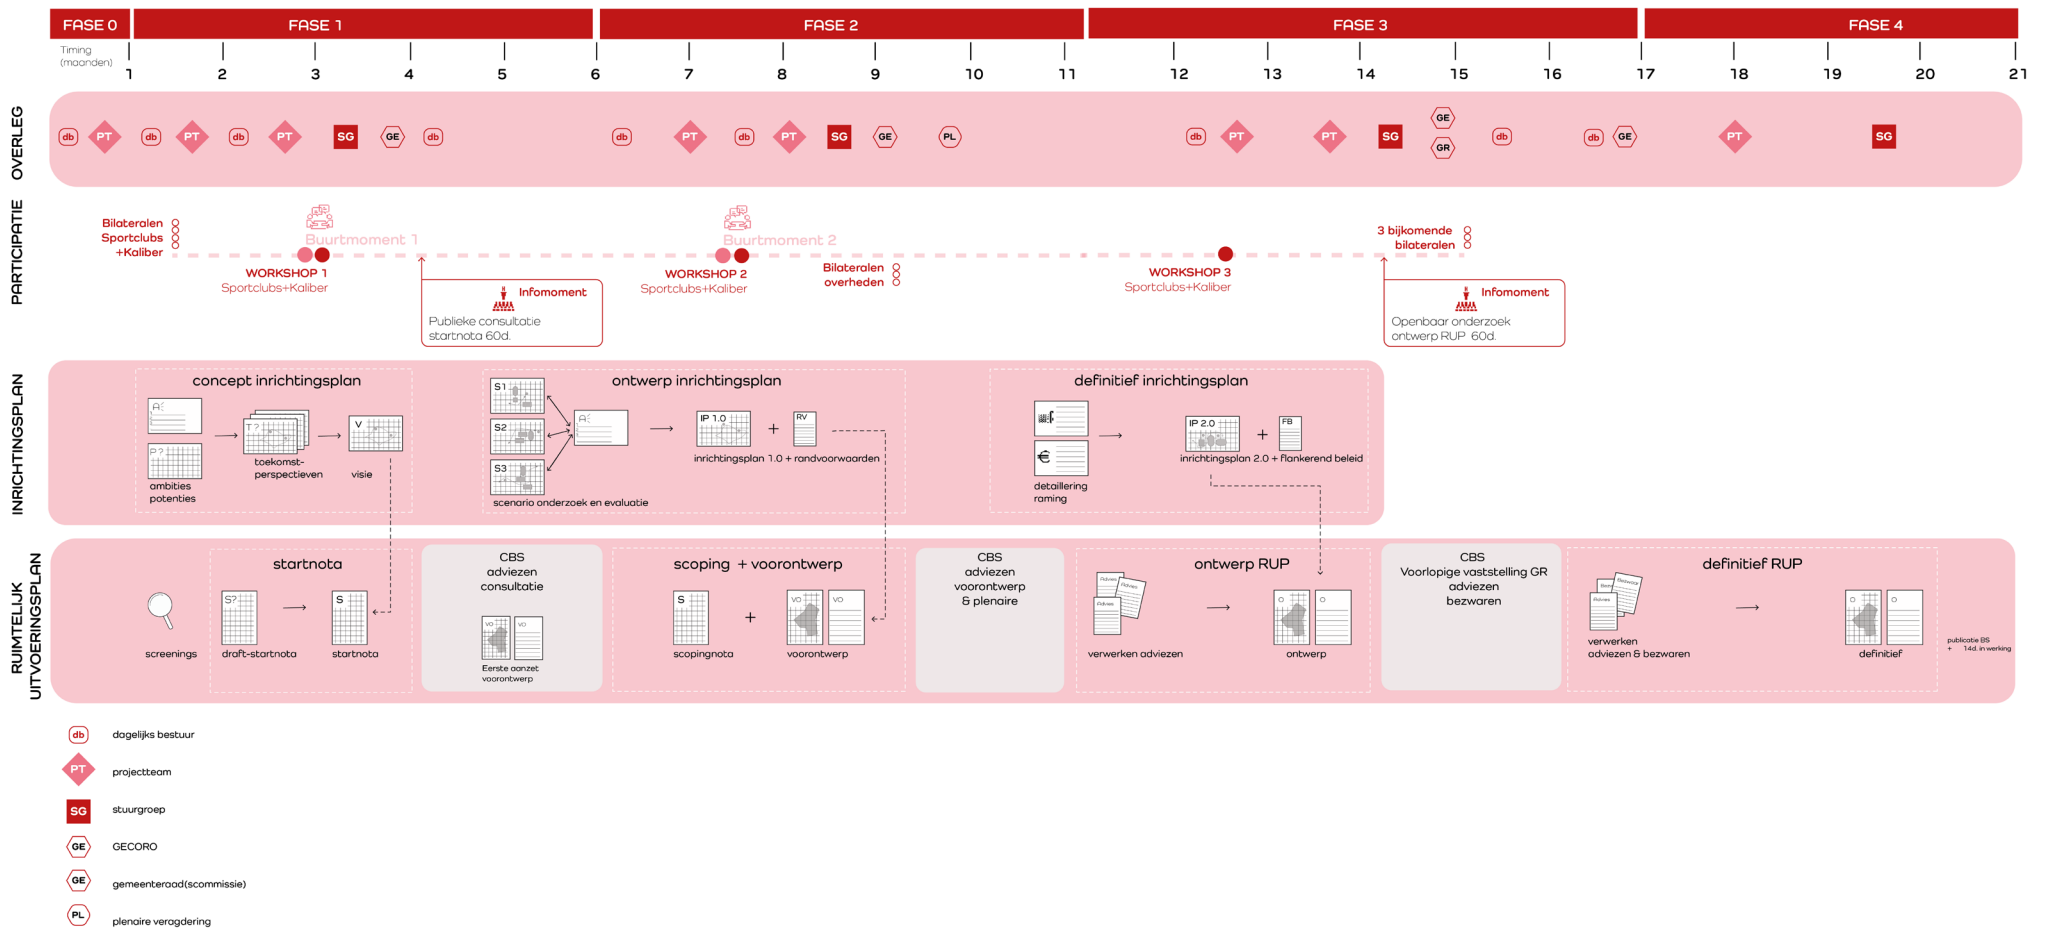 FASE 0
FASE 1
FASE 2
FASE 3
FASE 4
Timing
(maanden)
1 2 3 4 5 6 7 8 9 10 11 12 13 14 15 16 17 18 19 20 21
OVERLEG
db PT db PT db PT SG GE db db PT db PT SG GE PL db PT PT SG GE GR db db GE PT SG
PARTICIPATIE
Bilateralen
Sportclubs
+Kaliber
Buurtmoment 1
WORKSHOP 1
Sportclubs+Kaliber
Infomoment
Publieke consultatie
startnota 60d.
Buurtmoment 2
WORKSHOP 2
Sportclubs+Kaliber
Bilateralen
overheden
WORKSHOP 3
Sportclubs+Kaliber
3 bijkomende
bilateralen
Infomoment
Openbaar onderzoek
ontwerp RUP 60d.
INRICHTINGSPLAN
concept inrichtingsplan
A
P ?
ambities
potenties
T ?
toekomst-
perspectieven
V
visie
ontwerp inrichtingsplan
S1
S2
S3
A
scenario onderzoek en evaluatie
IP 1.0
+
RV
inrichtingsplan 1.0 + randvoorwaarden
definitief inrichtingsplan
€
detaillering
raming
IP 2.0
+
FB
inrichtingsplan 2.0 + flankerend beleid
RUIMTELIJK
UITVOERINGSPLAN
screenings
startnota
S?
draft-startnota
S
startnota
CBS
adviezen
consultatie
VO
VO
Eerste aanzet
voorontwerp
scoping + voorontwerp
S
scopingnota
+
VO
VO
voorontwerp
CBS
adviezen
voorontwerp
& plenaire
ontwerp RUP
Advies
Advies
Advies
verwerken adviezen
O
O
ontwerp
CBS
Voorlopige vaststelling GR
adviezen
bezwaren
definitief RUP
Bezwaar
Advies
verwerken
adviezen & bezwaren
O
O
definitief
publicatie BS
+ 14d. in werking
db dagelijks bestuur
PT projectteam
SG stuurgroep
GE GECORO
GE gemeenteraad(scommissie)
PL plenaire veragdering